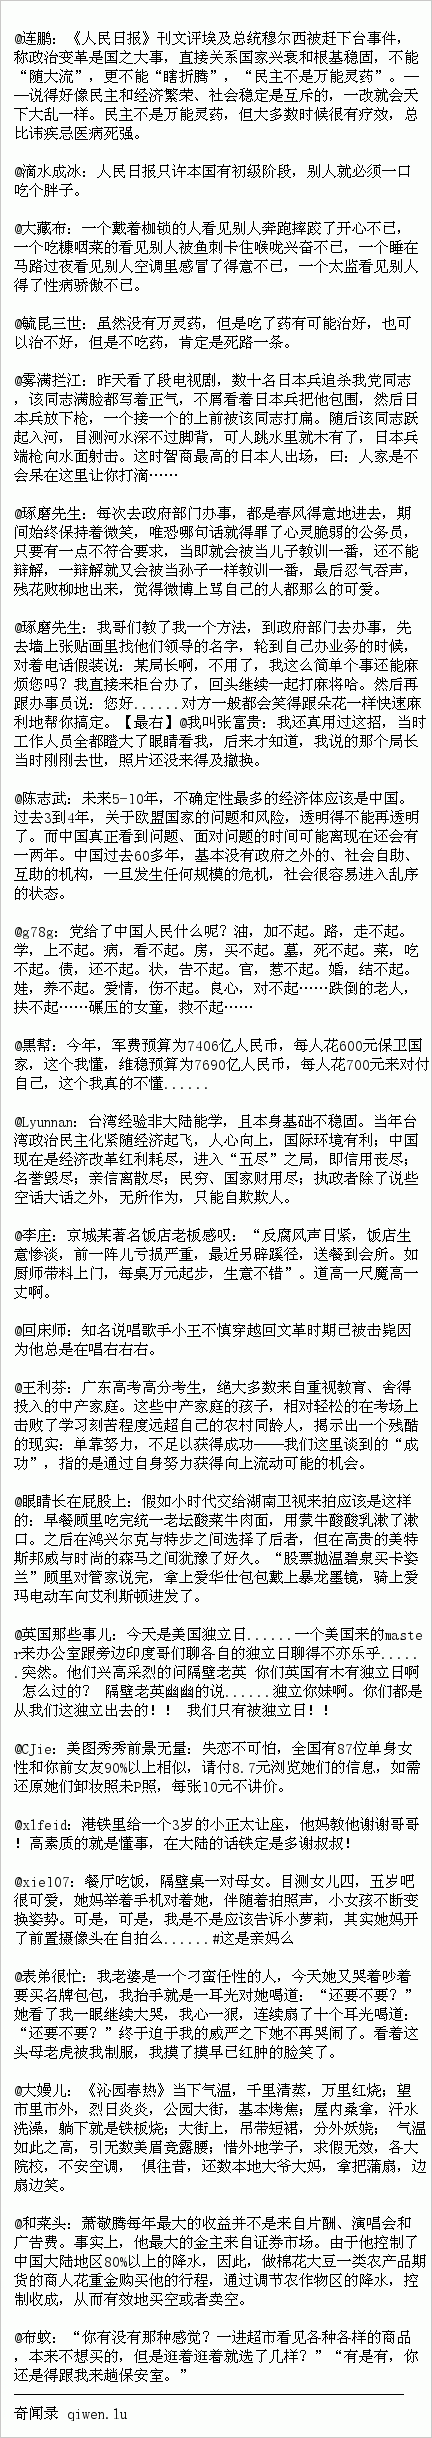 @连鹏：《人民日报》刊文评埃及总统穆尔西被赶下台事件，
称政治变革是国之大事，直接关系国家兴衰和根基稳固，不能
“随大流”，更不能“瞎折腾”，“民主不是万能灵药”。—
—说得好像民主和经济繁荣、社会稳定是互斥的，一改就会天
下大乱一样。民主不是万能灵药，但大多数时候很有疗效，总
比讳疾忌医病死强。
@滴水成冰：人民日报只许本国有初级阶段，别人就必须一口
吃个胖子。
@大藏布：一个戴着枷锁的人看见别人奔跑摔跤了开心不已，
一个吃糠咽菜的看见别人被鱼刺卡住喉咙兴奋不已，一个睡在
马路过夜看见别人空调里感冒了得意不已，一个太监看见别人
得了性病骄傲不已。
@毓昆三世：虽然没有万灵药，但是吃了药有可能治好，也可
以治不好，但是不吃药，肯定是死路一条。
@雾满拦江：昨天看了段电视剧，数十名日本兵追杀我党同志
，该同志满脸都写着正气，不屑看着日本兵把他包围，然后日
本兵放下枪，一个接一个的上前被该同志打扁。随后该同志跃
起入河，目测河水深不过脚背，可人跳水里就木有了，日本兵
端枪向水面射击。这时智商最高的日本人出场，曰：人家是不
会呆在这里让你打滴……
@琢磨先生：每次去政府部门办事，都是春风得意地进去，期
间始终保持着微笑，唯恐哪句话就得罪了心灵脆弱的公务员，
只要有一点不符合要求，当即就会被当儿子教训一番，还不能
辩解，一辩解就又会被当孙子一样教训一番，最后忍气吞声，
残花败柳地出来，觉得微博上骂自己的人都那么的可爱。
@琢磨先生：我哥们教了我一个方法，到政府部门去办事，先
去墙上张贴画里找他们领导的名字，轮到自己办业务的时候，
对着电话假装说：某局长啊，不用了，我这么简单个事还能麻
烦您吗？我直接来柜台办了，回头继续一起打麻将哈。然后再
跟办事员说：您好......对方一般都会笑得跟朵花一样快速麻
利地帮你搞定。【最右】@我叫张富贵：我还真用过这招，当时
工作人员全都瞪大了眼睛看我，后来才知道，我说的那个局长
当时刚刚去世，照片还没来得及撤换。
@陈志武：未来5-10年，不确定性最多的经济体应该是中国。
过去3到4年，关于欧盟国家的问题和风险，透明得不能再透明
了。而中国真正看到问题、面对问题的时间可能离现在还会有
一两年。中国过去60多年，基本没有政府之外的、社会自助、
互助的机构，一旦发生任何规模的危机，社会很容易进入乱序
的状态。
@g78g：党给了中国人民什么呢？油，加不起。路，走不起。
学，上不起。病，看不起。房，买不起。墓，死不起。菜，吃
不起。债，还不起。状，告不起。官，惹不起。婚，结不起。
娃，养不起。爱情，伤不起。良心，对不起……跌倒的老人，
扶不起……碾压的女童，救不起……
@黑帮：今年，军费预算为7406亿人民币，每人花600元保卫国
家，这个我懂，维稳预算为7690亿人民币，每人花700元来对付
自己，这个我真的不懂......
@Lyunnan：台湾经验非大陆能学，且本身基础不稳固。当年台
湾政治民主化紧随经济起飞，人心向上，国际环境有利；中国
现在是经济改革红利耗尽，进入“五尽”之局，即信用丧尽；
名誉毁尽；亲信离散尽；民穷、国家财用尽；执政者除了说些
空话大话之外，无所作为，只能自欺欺人。
@李庄：京城某著名饭店老板感叹：“反腐风声日紧，饭店生
意惨淡，前一阵儿亏损严重，最近另辟蹊径，送餐到会所。如
厨师带料上门，每桌万元起步，生意不错”。道高一尺魔高一
丈啊。
@回床师：知名说唱歌手小王不慎穿越回文革时期已被击毙因
为他总是在唱右右右。
@王利芬：广东高考高分考生，绝大多数来自重视教育、舍得
投入的中产家庭。这些中产家庭的孩子，相对轻松的在考场上
击败了学习刻苦程度远超自己的农村同龄人，揭示出一个残酷
的现实：单靠努力，不足以获得成功——我们这里谈到的“成
功”，指的是通过自身努力获得向上流动可能的机会。
@眼睛长在屁股上：假如小时代交给湖南卫视来拍应该是这样
的：早餐顾里吃完统一老坛酸菜牛肉面，用蒙牛酸酸乳漱了漱
口。之后在鸿兴尔克与特步之间选择了后者，但在高贵的美特
斯邦威与时尚的森马之间犹豫了好久。“股票抛温碧泉买卡姿
兰”顾里对管家说完，拿上爱华仕包包戴上暴龙墨镜，骑上爱
玛电动车向艾利斯顿进发了。
@英国那些事儿：今天是美国独立日......一个美国来的maste
r来办公室跟旁边印度哥们聊各自的独立日聊得不亦乐乎.....
.突然。他们兴高采烈的问隔壁老英 你们英国有木有独立日啊
 怎么过的？ 隔壁老英幽幽的说......独立你妹啊。你们都是
从我们这独立出去的！！ 我们只有被独立日！！
@CJie：美图秀秀前景无量：失恋不可怕，全国有87位单身女
性和你前女友90%以上相似，请付8.7元浏览她们的信息，如需
还原她们卸妆照未P照，每张10元不讲价。
@xlfeid：港铁里给一个3岁的小正太让座，他妈教他谢谢哥哥
！高素质的就是懂事，在大陆的话铁定是多谢叔叔！
@xiel07：餐厅吃饭，隔壁桌一对母女。目测女儿四，五岁吧
很可爱，她妈举着手机对着她，伴随着拍照声，小女孩不断变
换姿势。可是，可是，我是不是应该告诉小萝莉，其实她妈开
了前置摄像头在自拍么......#这是亲妈么
@表弟很忙：我老婆是一个刁蛮任性的人，今天她又哭着吵着
要买名牌包包，我抬手就是一耳光对她喝道：“还要不要？”
她看了我一眼继续大哭，我心一狠，连续扇了十个耳光喝道：
“还要不要？”终于迫于我的威严之下她不再哭闹了。看着这
头母老虎被我制服，我摸了摸早已红肿的脸笑了。
@大嫚儿：《沁园春热》当下气温，千里清蒸，万里红烧；望
市里市外，烈日炎炎，公园大街，基本烤焦；屋内桑拿，汗水
洗澡，躺下就是铁板烧；大街上，吊带短裙，分外妖娆； 气温
如此之高，引无数美眉竞露腰；惜外地学子，求假无效，各大
院校，不安空调， 俱往昔，还数本地大爷大妈，拿把蒲扇，边
扇边笑。
@和菜头：萧敬腾每年最大的收益并不是来自片酬、演唱会和
广告费。事实上，他最大的金主来自证券市场。由于他控制了
中国大陆地区80%以上的降水，因此，做棉花大豆一类农产品期
货的商人花重金购买他的行程，通过调节农作物区的降水，控
制收成，从而有效地买空或者卖空。
@布蚊：“你有没有那种感觉？一进超市看见各种各样的商品
，本来不想买的，但是逛着逛着就选了几样？”“有是有，你
还是得跟我来趟保安室。”
奇闻录 qiwen.lu